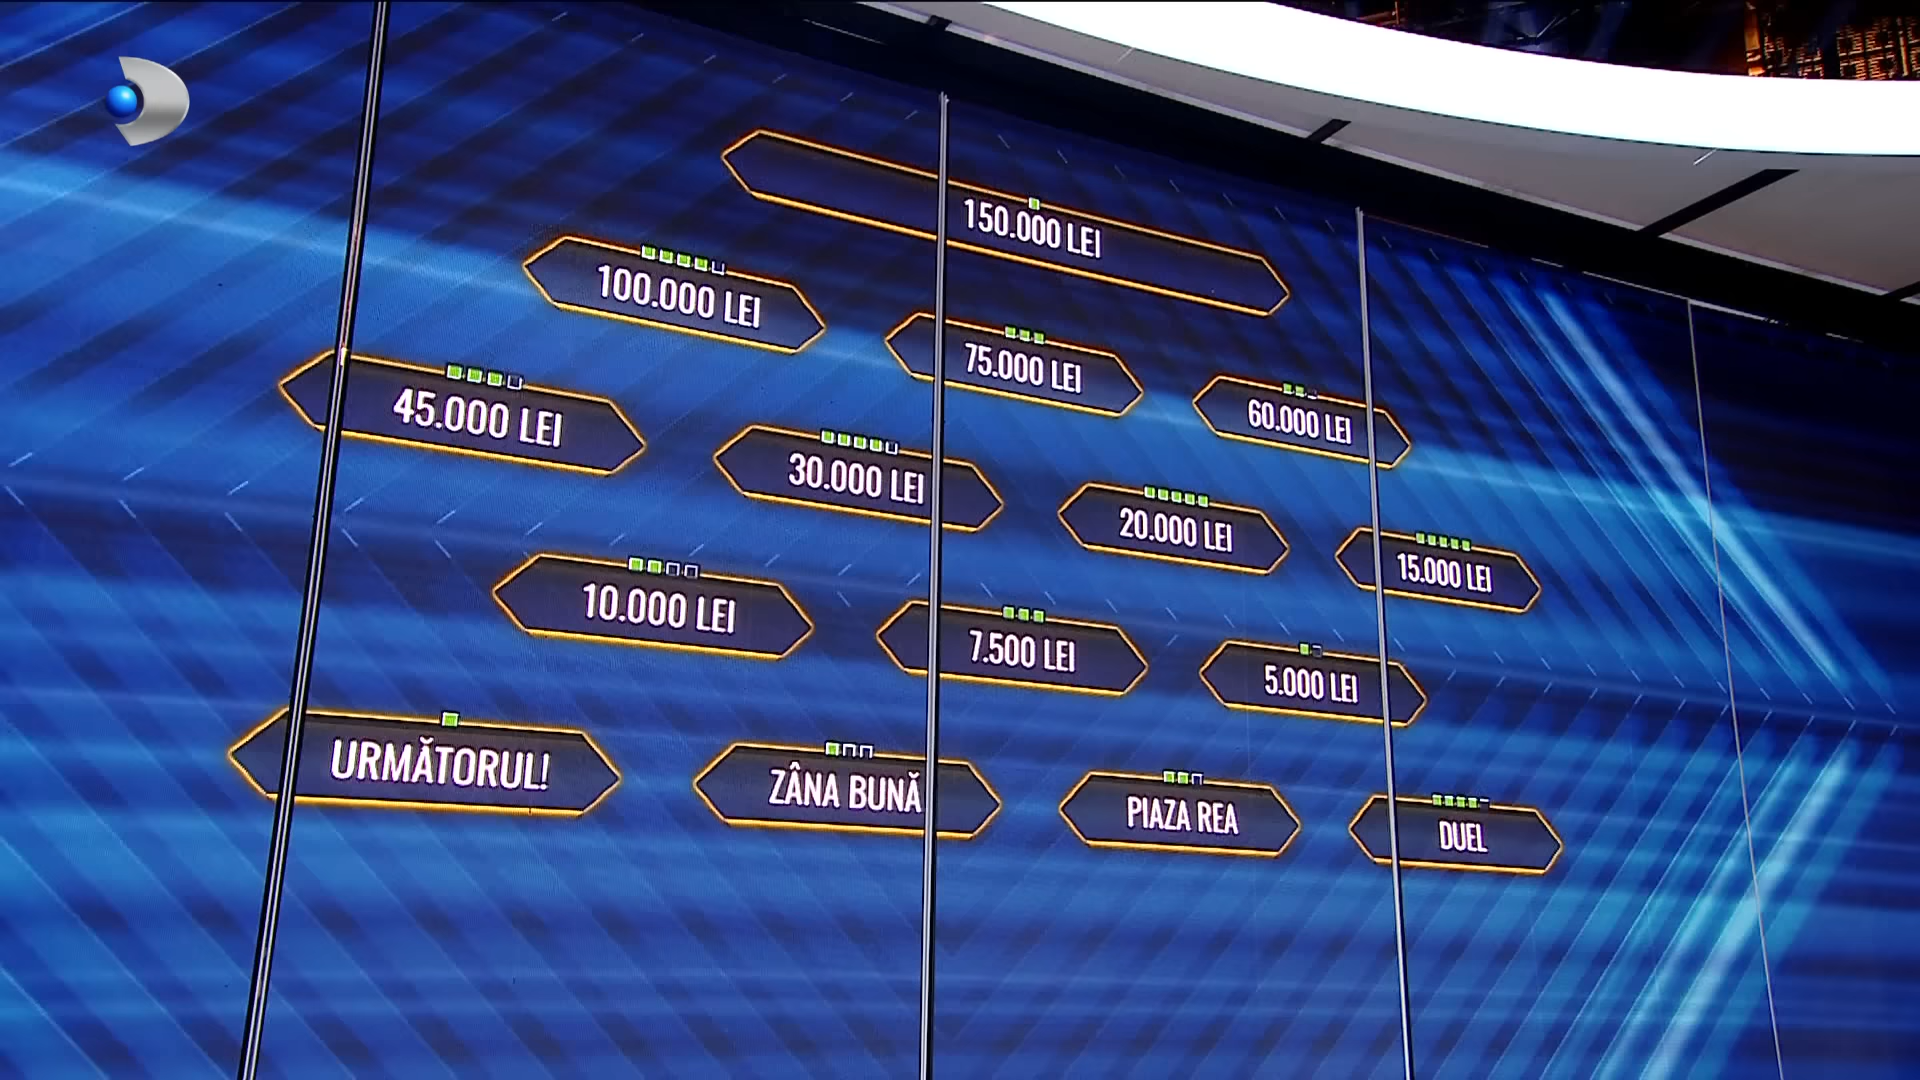 150.000 LEI
100.000 LEI
75.000 LEI
60.000 LEI
45.000 LEI
30.000 LEI
20.000 LEI
15.000 LEI
10.000 LEI
7.500 LEI
5.000 LEI
URMĂTORUL!
ZÂNA BUNĂ
PIAZA REA
DUEL